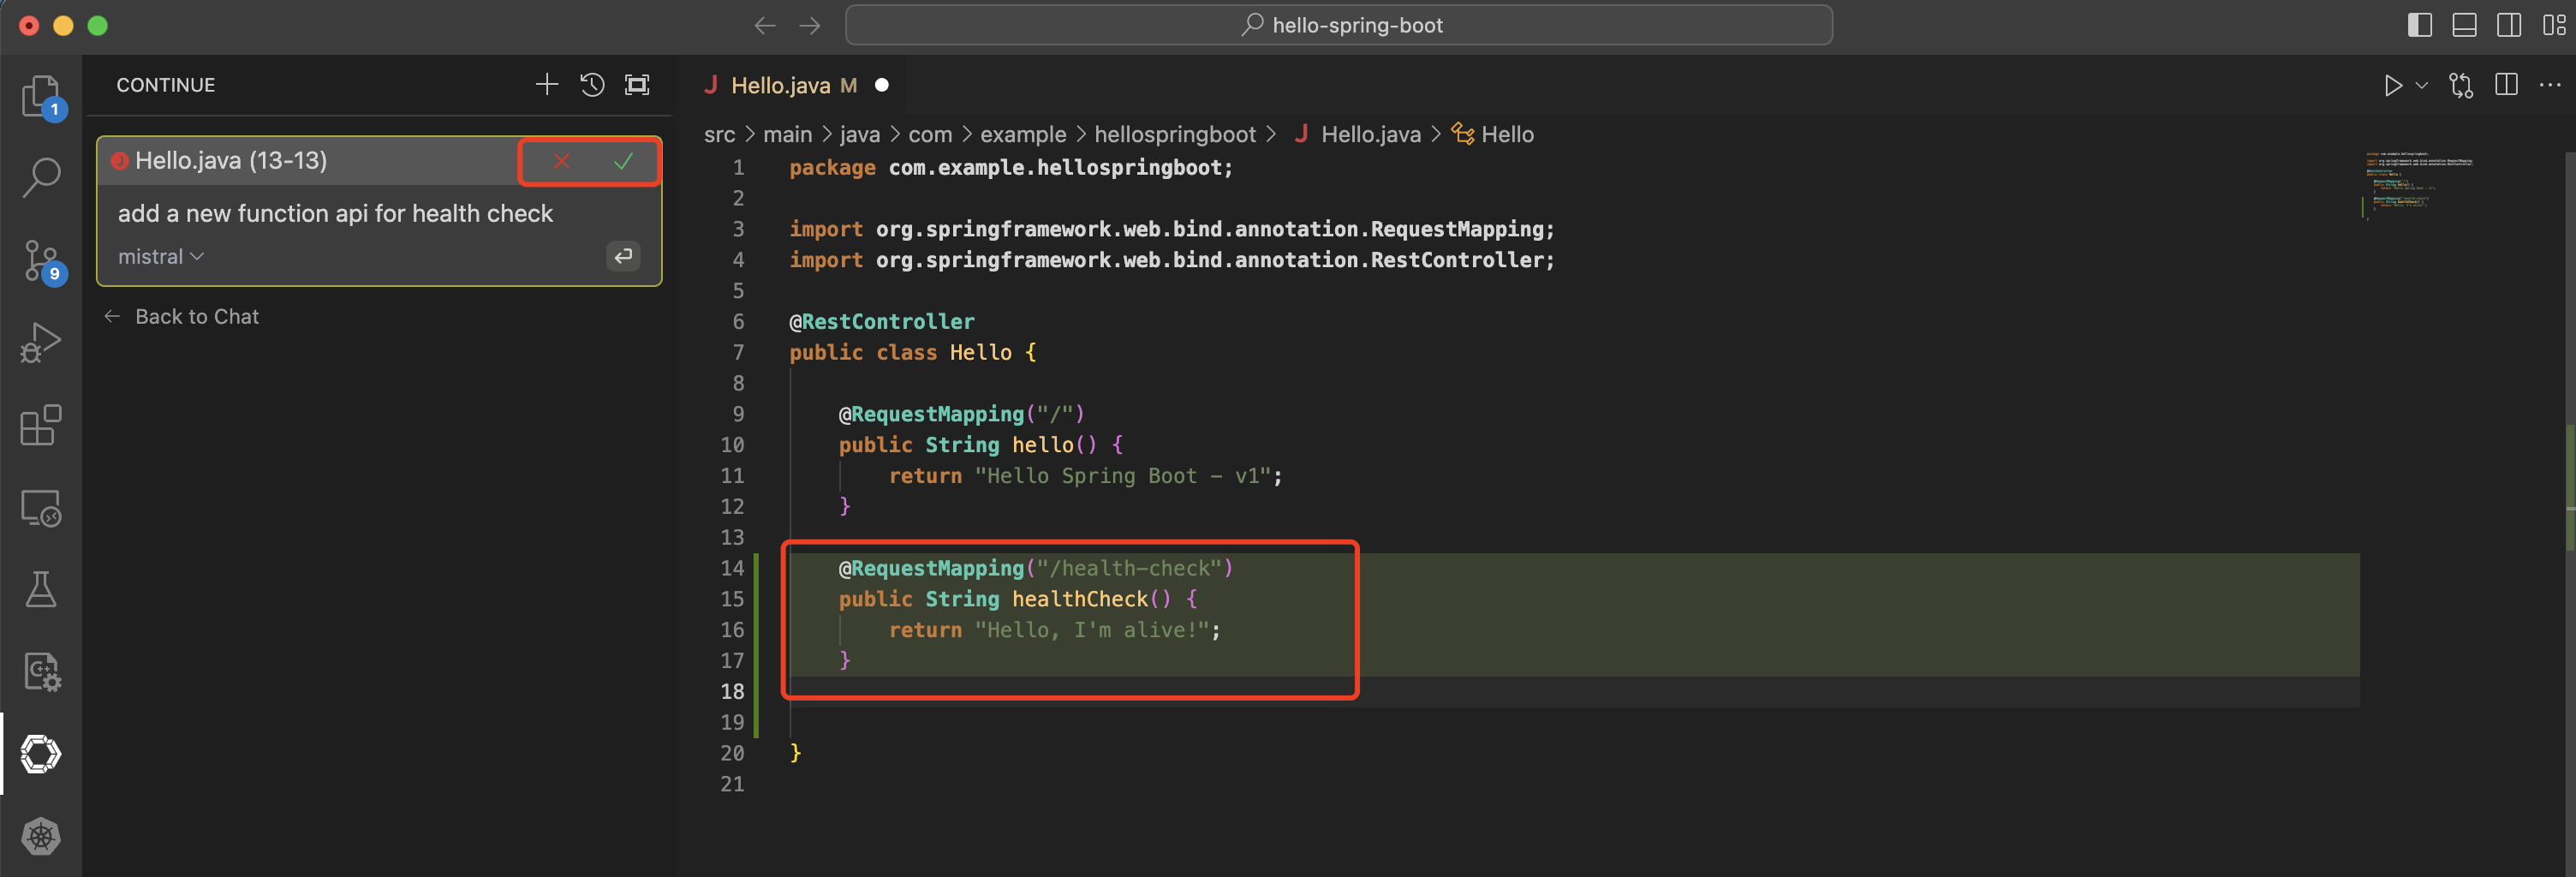 hello-spring-boot
CONTINUE
1
9
Hello.java (13-13)
add a new function api for health check
mistral
Back to Chat
J Hello.java M
src > main > java > com > example > hellospringboot > J Hello.java > Hello
1 package com.example.hellospringboot;
2
3 import org.springframework.web.bind.annotation.RequestMapping;
4 import org.springframework.web.bind.annotation.RestController;
5
6 @RestController
7 public class Hello {
8
9 @RequestMapping("/")
10 public String hello() {
11 return "Hello Spring Boot - v1";
12 }
13
14 @RequestMapping("/health-check")
15 public String healthCheck() {
16 return "Hello, I'm alive!";
17 }
18
19
20 }
21